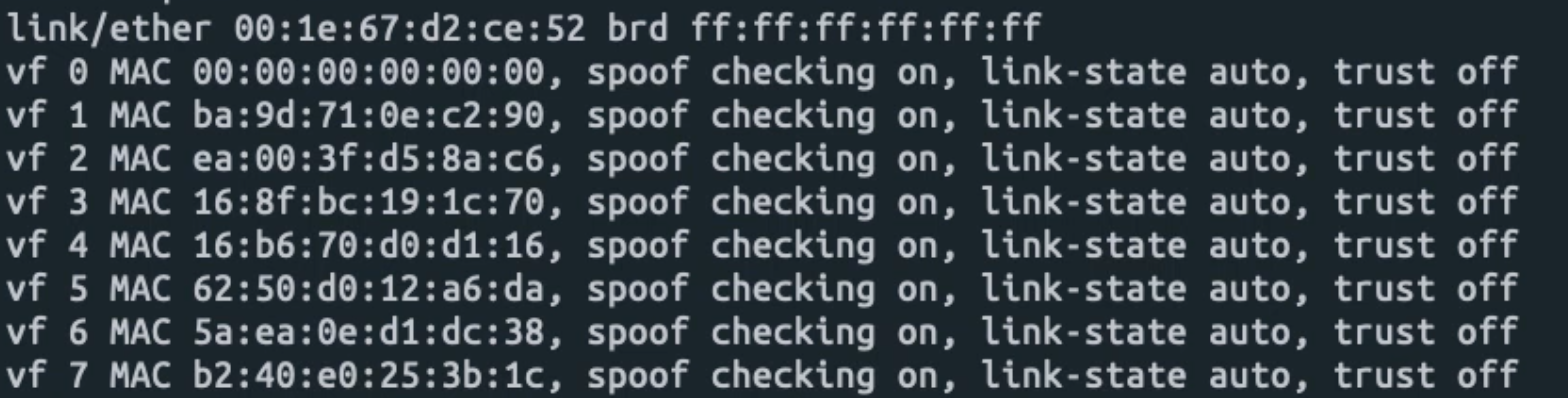 link/ether 00:1e:67:d2:ce:52 brd ff:ff:ff:ff:ff:ff
vf 0 MAC 00:00:00:00:00:00, spoof checking on, link-state auto, trust off
vf 1 MAC ba:9d:71:0e:c2:90, spoof checking on, link-state auto, trust off
vf 2 MAC ea:00:3f:d5:8a:c6, spoof checking on, link-state auto, trust off
vf 3 MAC 16:8f:bc:19:1c:70, spoof checking on, link-state auto, trust off
vf 4 MAC 16:b6:70:d0:d1:16, spoof checking on, link-state auto, trust off
vf 5 MAC 62:50:d0:12:a6:da, spoof checking on, link-state auto, trust off
vf 6 MAC 5a:ea:0e:d1:dc:38, spoof checking on, link-state auto, trust off
vf 7 MAC b2:40:e0:25:3b:1c, spoof checking on, link-state auto, trust off